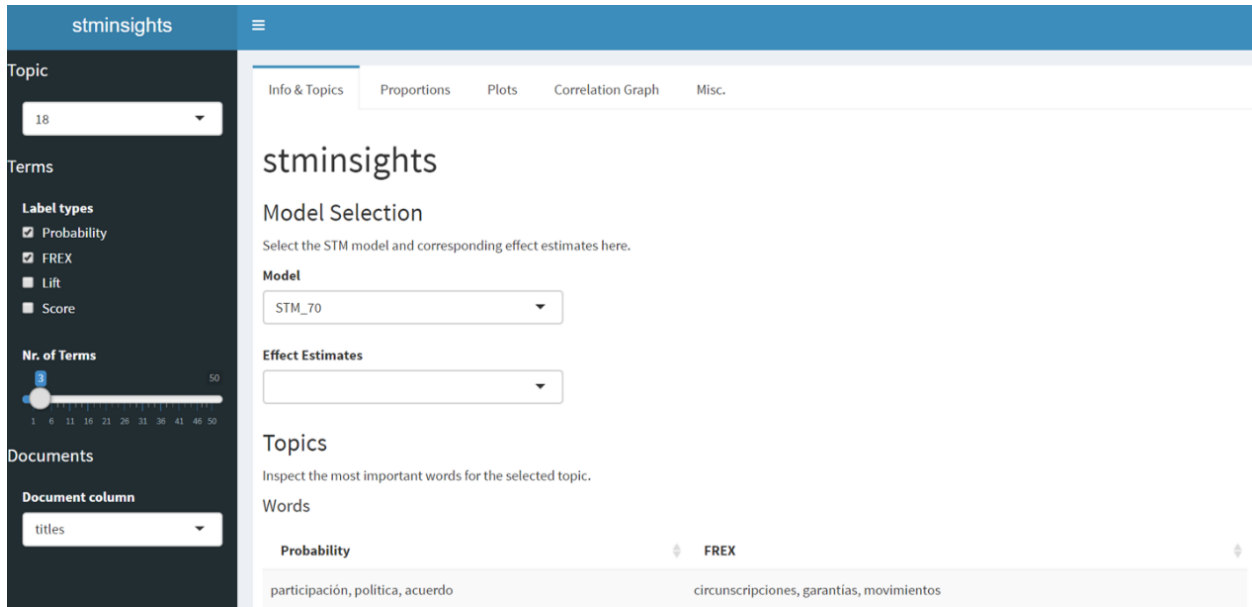 stminsights
Topic
18
Terms
Label types
Probability
FREX
Lift
Score
Nr. of Terms
3 50
1 6 11 16 21 26 31 36 41 46 50
Documents
Document column
titles
Info & Topics Proportions Plots Correlation Graph Misc.
stminsights
Model Selection
Select the STM model and corresponding effect estimates here.
Model
STM_70
Effect Estimates
Topics
Inspect the most important words for the selected topic.
Words
Probability FREX
participación, política, acuerdo circunscripciones, garantías, movimientos